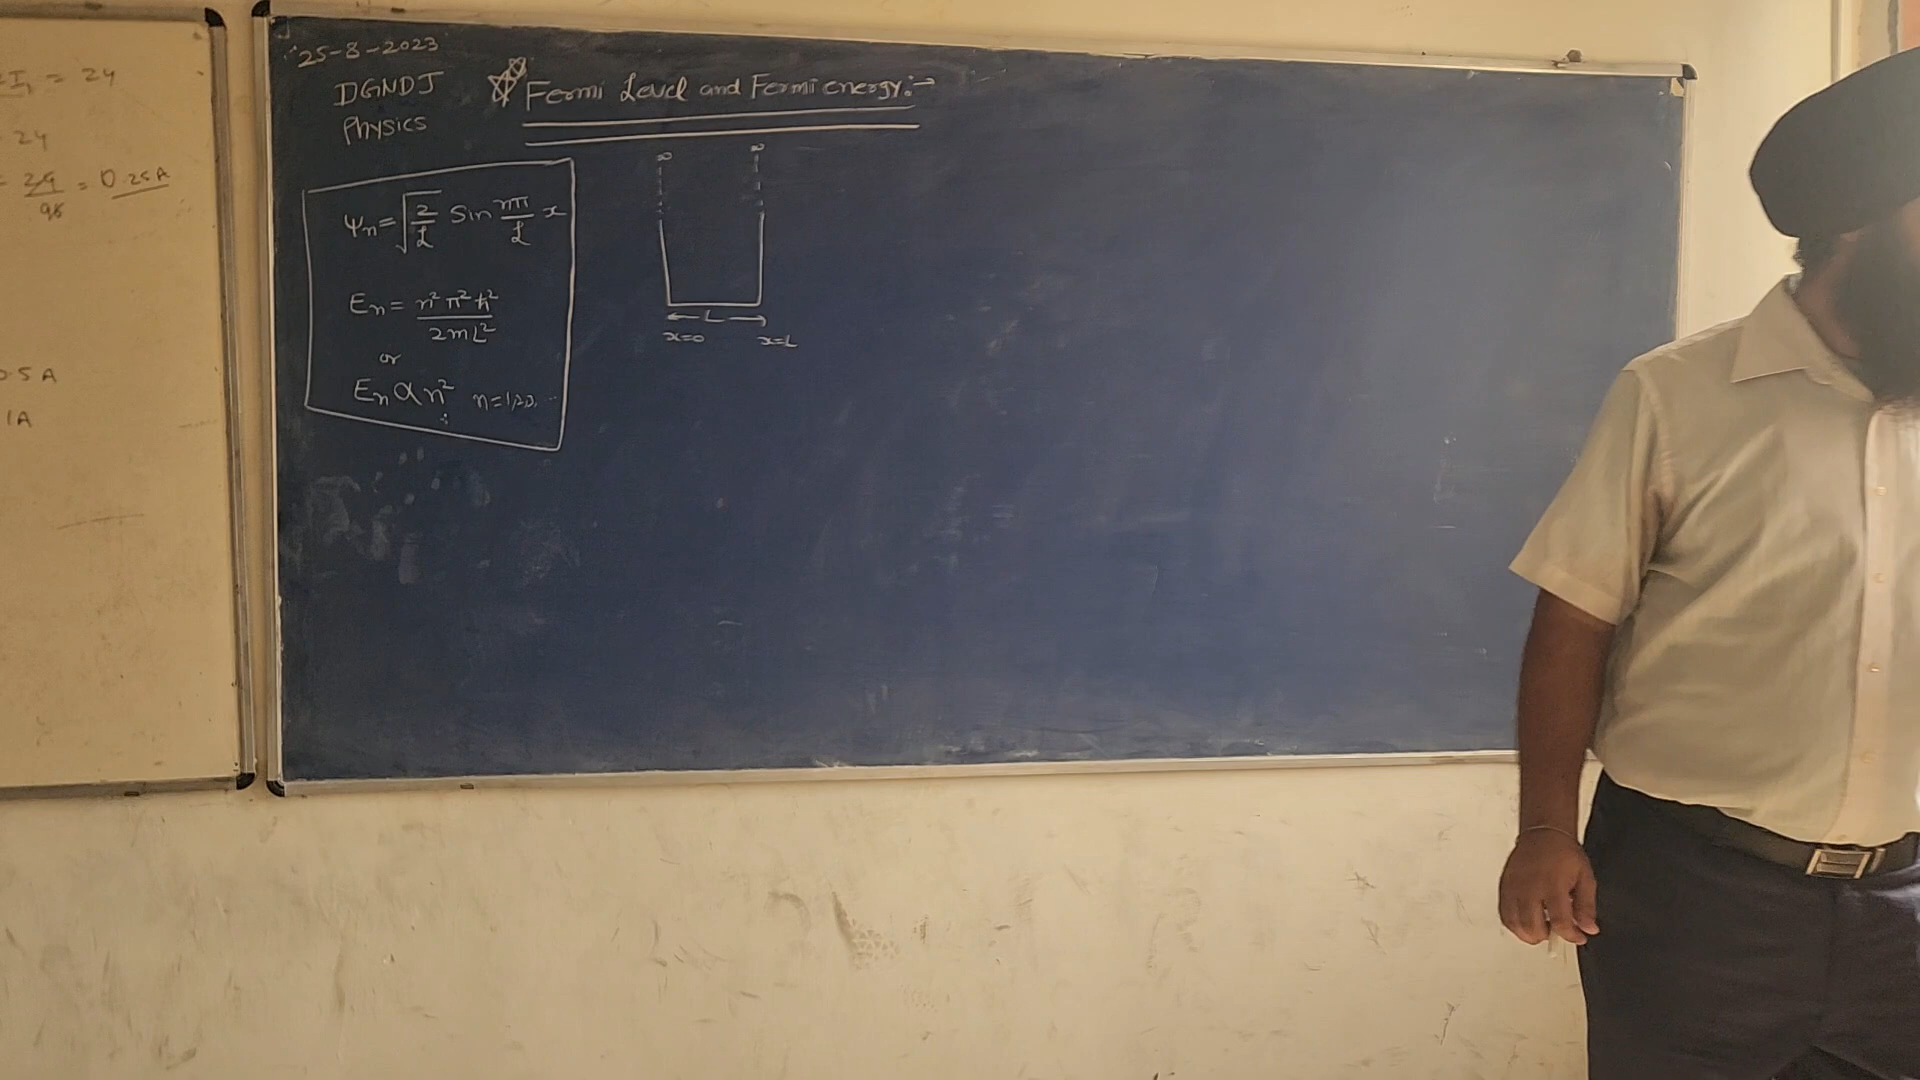 2I₁ = 24
= 24
= 24/96 = 0.25A
0.5A
1A
25-8-2023
DGNDJ
Physics
Fermi Level and Fermi energy:-
ψn = √(2/L) Sin nπ/L x
En = n²π²ħ²/2mL²
or
En ∝ n² n=1,2,3,...
∞ ∞
L
x=0 x=L